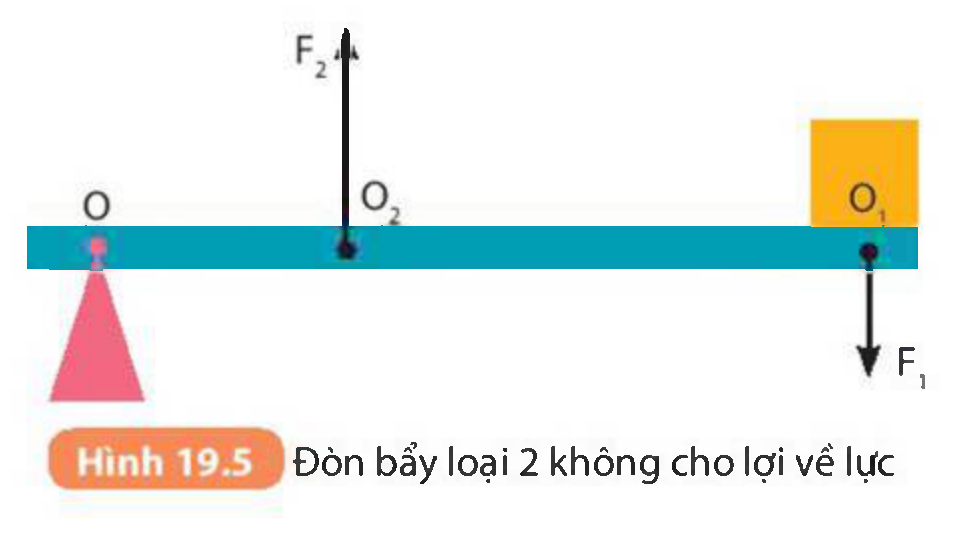 F₂
O
O₂
O₁
F₁
Hình 19.5 Đòn bẩy loại 2 không cho lợi về lực